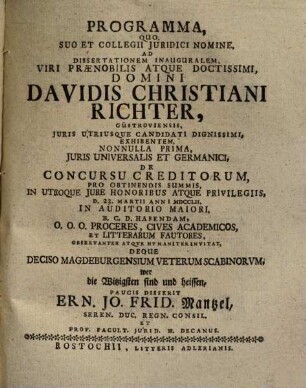 PROGRAMMA,
QUO,
SUO ET COLLEGII JURIDICI NOMINE,
AD
DISSERTATIONEM INAUGURALEM,
VIRI PRÆNOBILIS ATQUE DOCTISSIMI,
DOMINI
DAVIDIS CHRISTIANI
RICHTER,
GÜSTROVIENSIS,
JURIS UTRIUSQUE CANDIDATI DIGNISSIMI,
EXHIBENTEM,
NONNULLA PRIMA,
JURIS UNIVERSALIS ET GERMANICI,
DE
CONCURSU CREDITORUM,
PRO OBTINENDIS SUMMIS,
IN UTROQUE JURE HONORIBUS ATQUE PRIVILEGIIS,
D. 23. MARTII ANNI MDCCLII.
IN AUDITORIO MAIORI,
B. C. D. HABENDAM,
O. O. O. PROCERES, CIVES ACADEMICOS,
ET LITTERARUM FAUTORES,
OBSERVANTER ATQVE HUMANITER INVITAT,
DEQUE
DECISO MAGDEBURGENSIUM VETERUM SCABINORUM,
wer
die Witzigsten sind und heissen,
PAUCIS DISSERIT
ERN. JO. FRID. Mantzel,
SEREN. DUC. REGN. CONSIL.
ET
PROF. FACULT. JURID. H. DECANUS.
ROSTOCHII, LITTERIS ADLERIANIS.